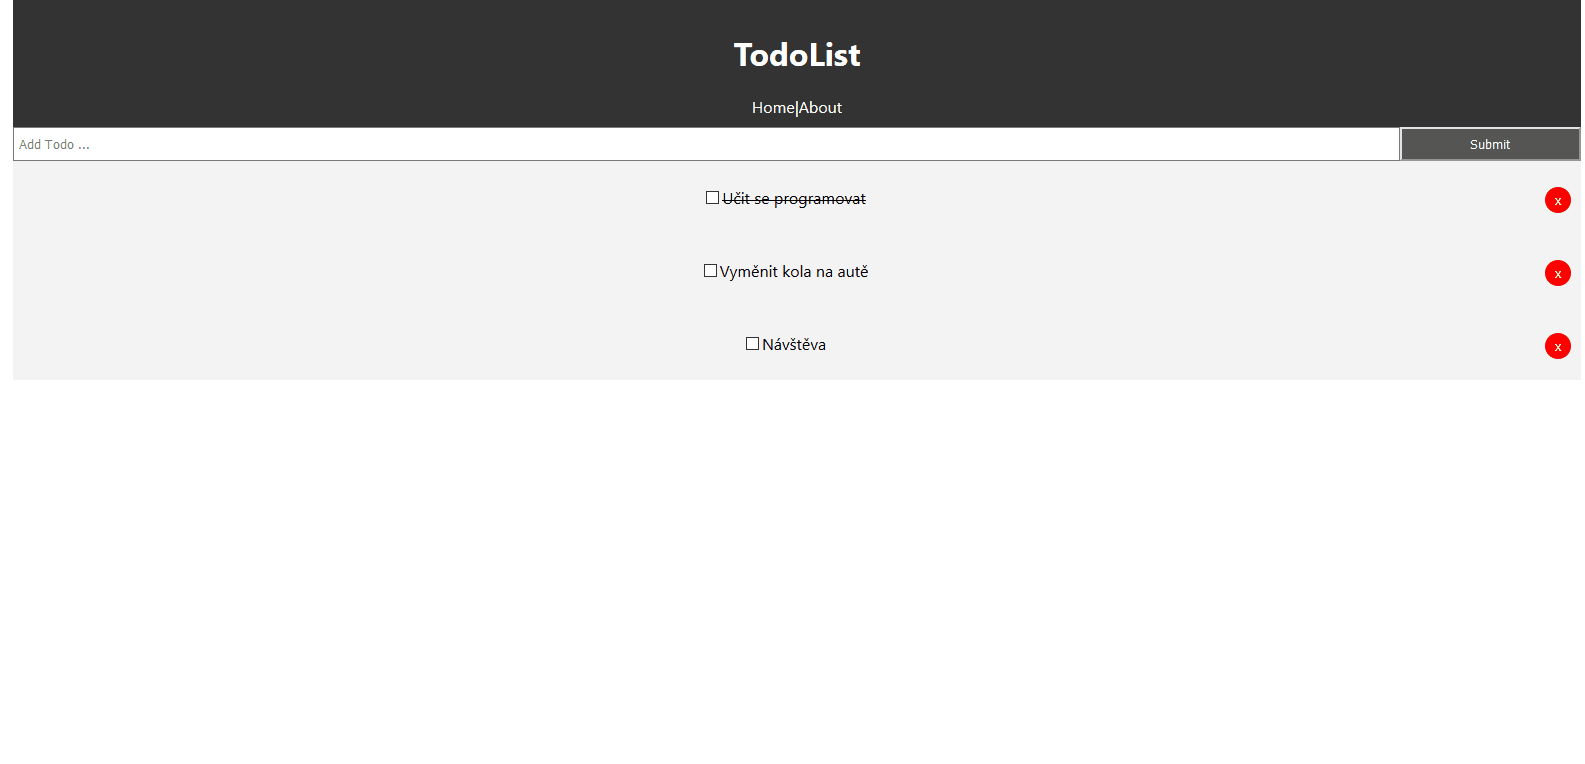 TodoList
Home|About
Add Todo ...
Submit
Učit se programovat
x
Vyměnit kola na autě
x
Návštěva
x